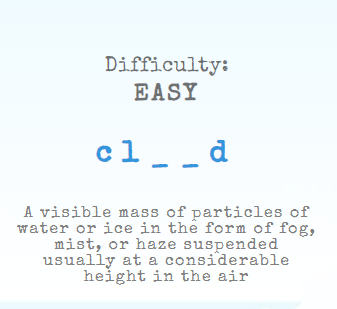 Difficulty:
EASY
cl__d
A visible mass of particles of
water or ice in the form of fog,
mist, or haze suspended
usually at a considerable
height in the air